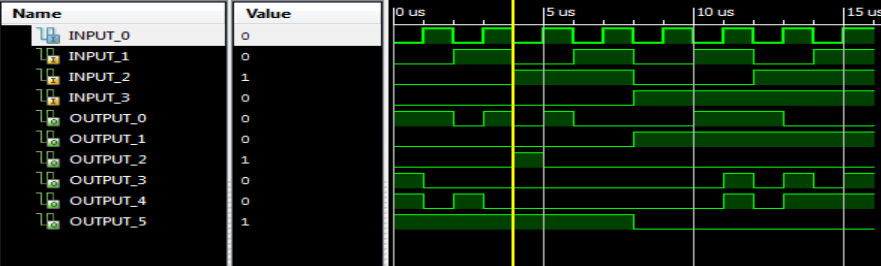 Name Value 0 us 5 us 10 us 15 us
INPUT_0 0
INPUT_1 0
INPUT_2 1
INPUT_3 0
OUTPUT_0 0
OUTPUT_1 0
OUTPUT_2 1
OUTPUT_3 0
OUTPUT_4 0
OUTPUT_5 1